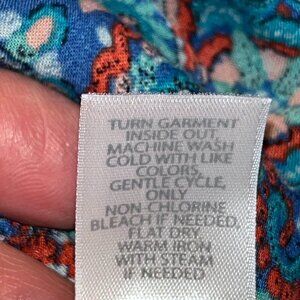 TURN GARMENT
INSIDE OUT.
MACHINE WASH
COLD WITH LIKE
COLORS,
GENTLE CYCLE,
ONLY
NON CHLORINE
BLEACH IF NEEDED,
FLAT DRY,
WARM IRON
WITH STEAM
IF NEEDED